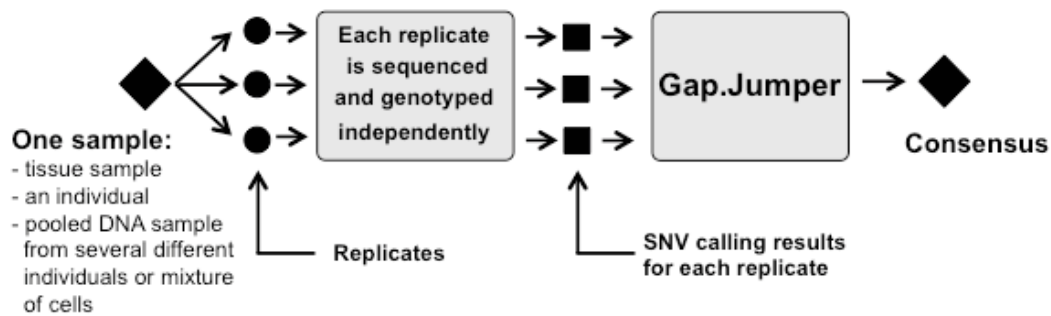 Each replicate
is sequenced
and genotyped
independently
Gap.Jumper
One sample:
- tissue sample
- an individual
- pooled DNA sample
from several different
individuals or mixture
of cells
Consensus
Replicates
SNV calling results
for each replicate